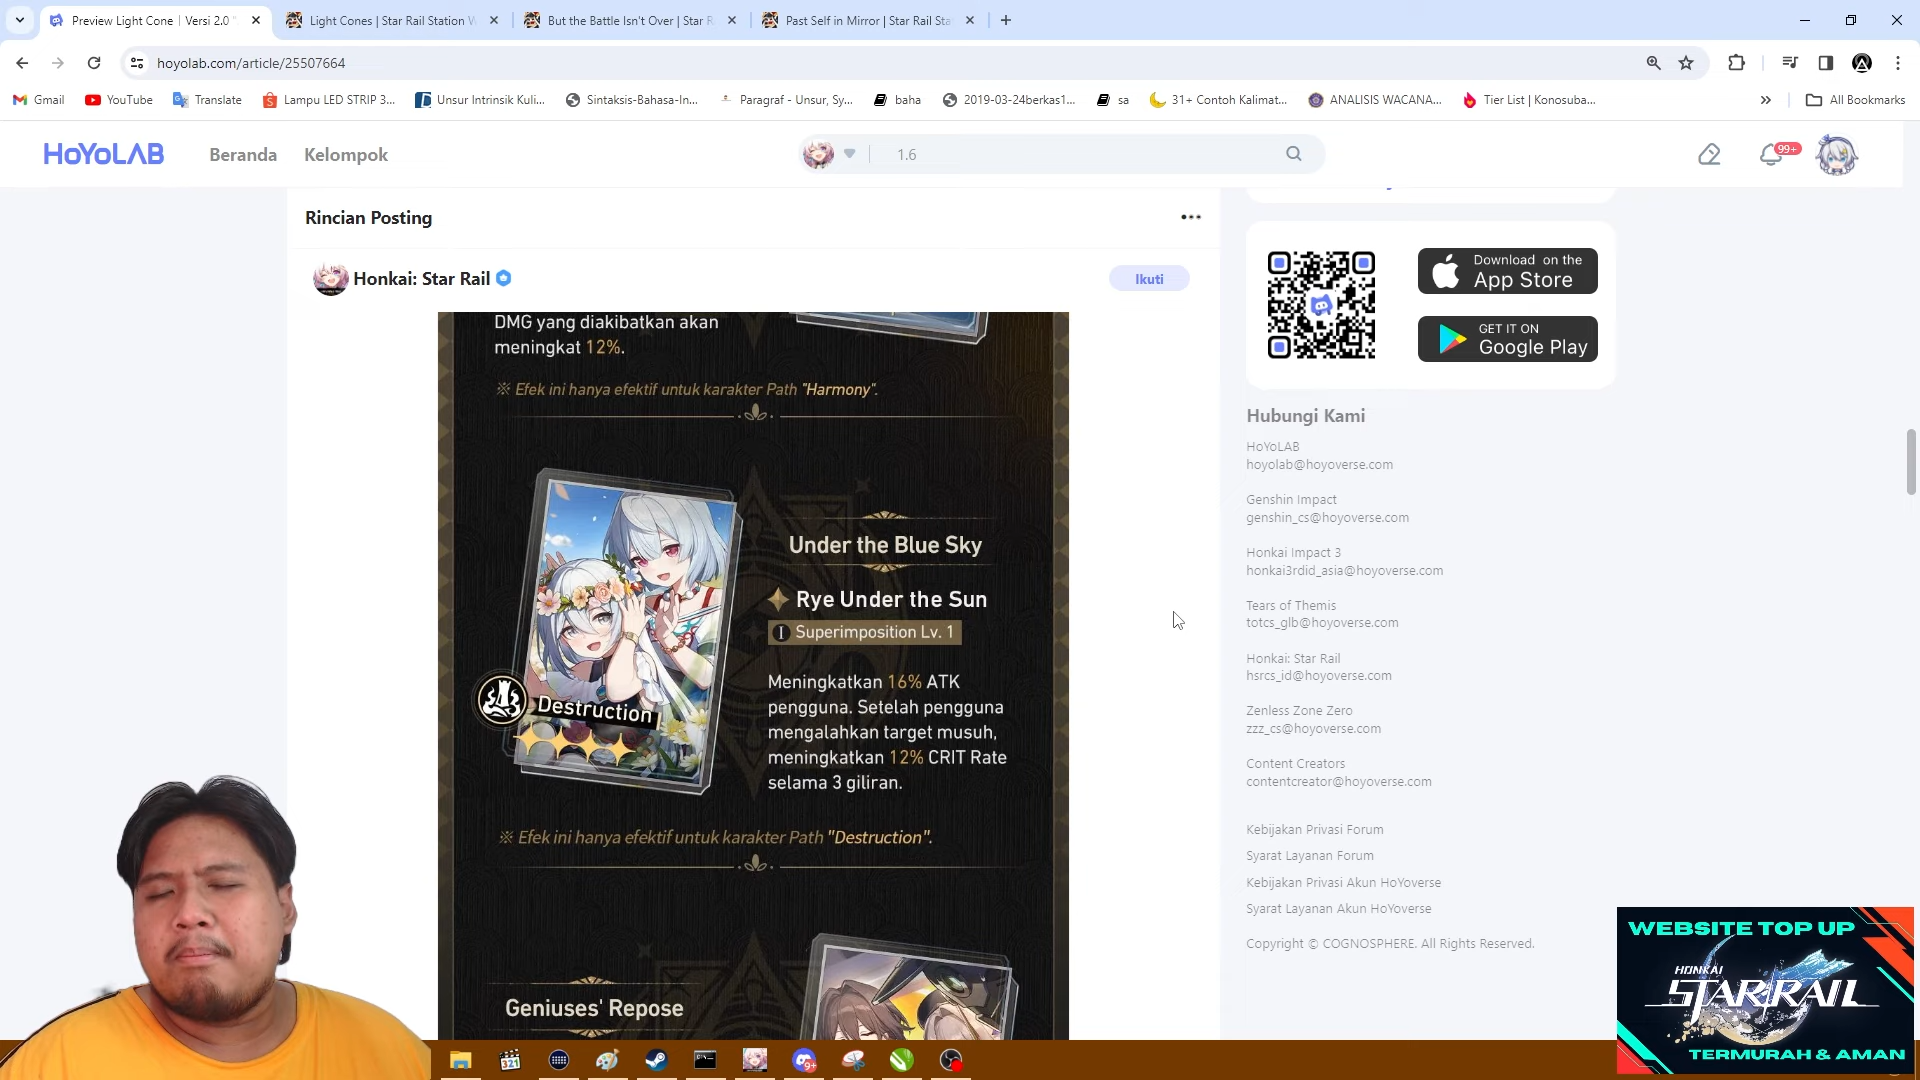 Preview Light Cone | Versi 2.0 "
Light Cones | Star Rail Station W
But the Battle Isn't Over | Star R
Past Self in Mirror | Star Rail Sta
hoyolab.com/article/25507664
Gmail
YouTube
Translate
Lampu LED STRIP 3...
Unsur Intrinsik Kuli...
Sintaksis-Bahasa-In...
Paragraf - Unsur, Sy...
baha
2019-03-24berkas1...
sa
31+ Contoh Kalimat...
ANALISIS WACANA...
Tier List | Konosuba...
»
All Bookmarks
HoYoLAB
Beranda
Kelompok
1.6
99+
Rincian Posting
Honkai: Star Rail
Ikuti
DMG yang diakibatkan akan
meningkat 12%.
※ Efek ini hanya efektif untuk karakter Path "Harmony".
Under the Blue Sky
Rye Under the Sun
I Superimposition Lv. 1
Destruction
Meningkatkan 16% ATK
pengguna. Setelah pengguna
mengalahkan target musuh,
meningkatkan 12% CRIT Rate
selama 3 giliran.
※ Efek ini hanya efektif untuk karakter Path "Destruction".
Geniuses' Repose
Download on the
App Store
GET IT ON
Google Play
Hubungi Kami
HoYoLAB
hoyolab@hoyoverse.com
Genshin Impact
genshin_cs@hoyoverse.com
Honkai Impact 3
honkai3rdid_asia@hoyoverse.com
Tears of Themis
totcs_glb@hoyoverse.com
Honkai: Star Rail
hsrcs_id@hoyoverse.com
Zenless Zone Zero
zzz_cs@hoyoverse.com
Content Creators
contentcreator@hoyoverse.com
Kebijakan Privasi Forum
Syarat Layanan Forum
Kebijakan Privasi Akun HoYoverse
Syarat Layanan Akun HoYoverse
Copyright © COGNOSPHERE. All Rights Reserved.
WEBSITE TOP UP
HONKAI
STAR RAIL
TERMURAH & AMAN
321
9+